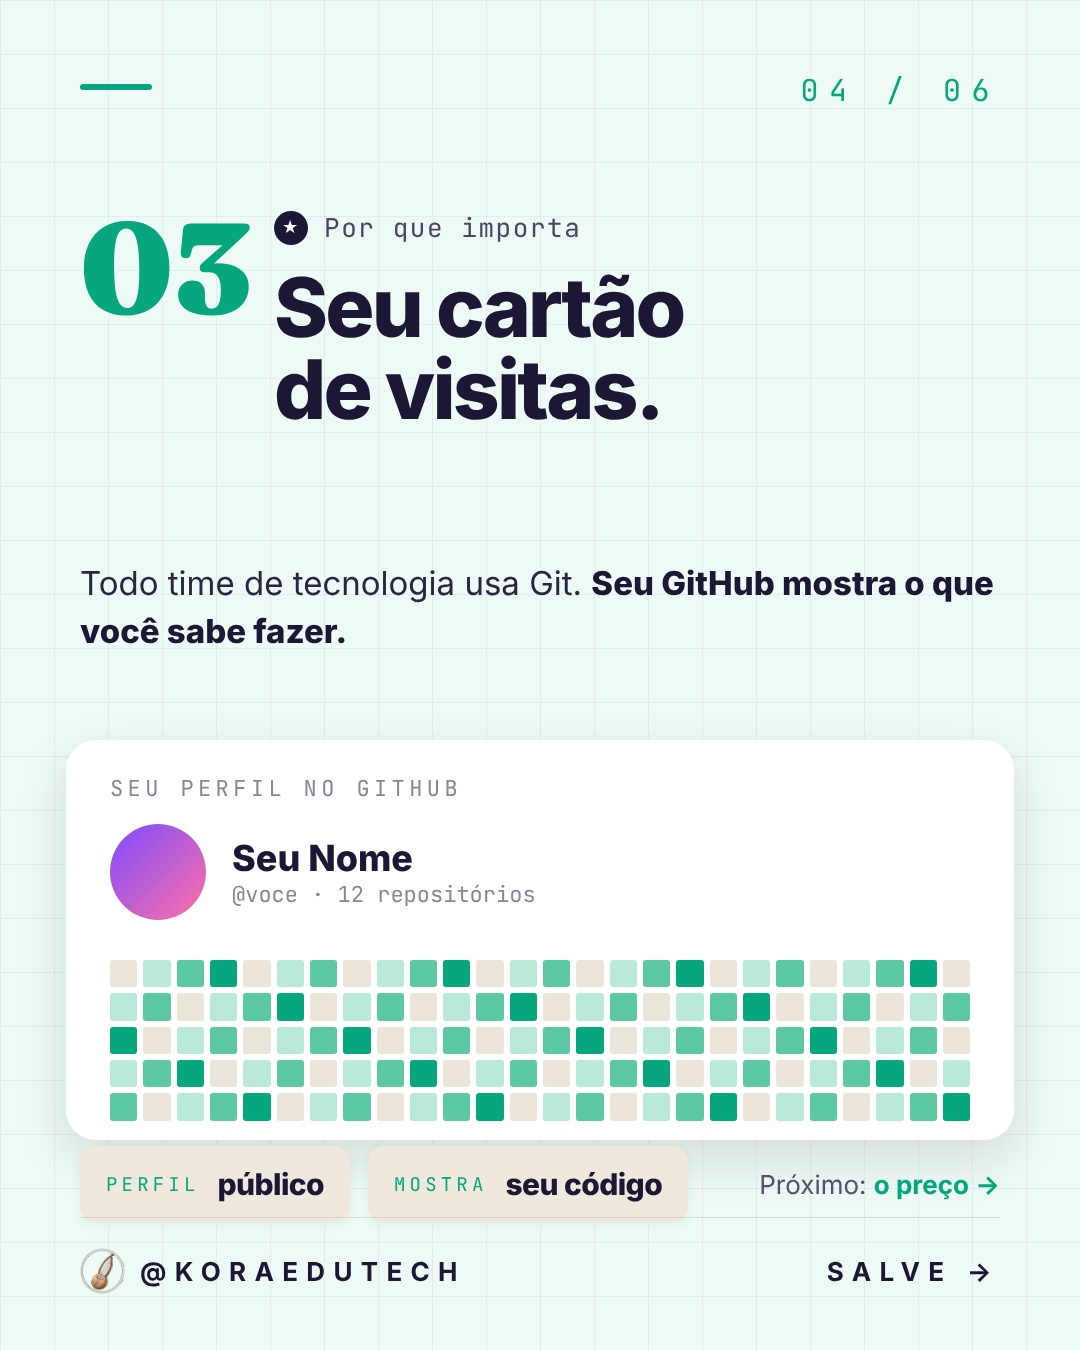 04 / 06
03
Por que importa
Seu cartão
de visitas.
Todo time de tecnologia usa Git. Seu GitHub mostra o que
você sabe fazer.
SEU PERFIL NO GITHUB
Seu Nome
@voce · 12 repositórios
PERFIL público
MOSTRA seu código
Próximo: o preço →
@KORAEDUTECH
SALVE →